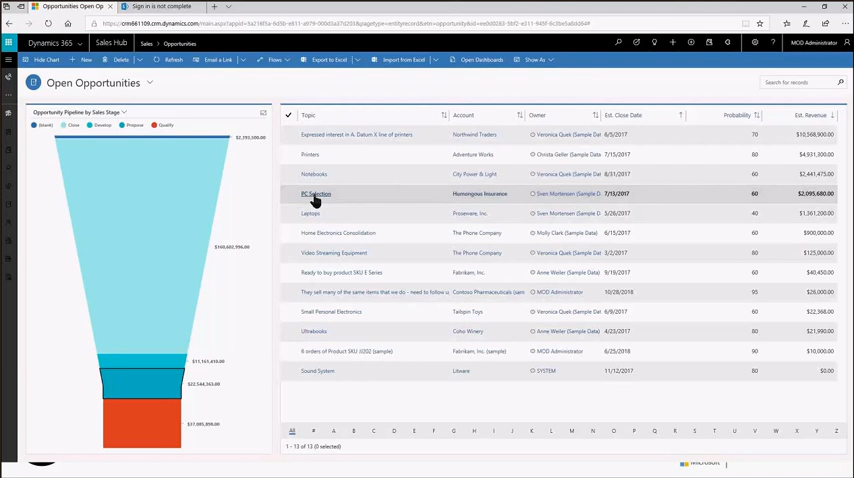 Opportunities Open Op
Sign in is not complete
https://crm661109.crm.dynamics.com/main.aspx?appid=
Dynamics 365
Sales Hub
Sales > Opportunities
MOD Administrator
Hide Chart
New
Delete
Refresh
Email a Link
Flows
Export to Excel
Import from Excel
Open Dashboards
Show As
Open Opportunities
Search for records
Opportunity Pipeline by Sales Stage
(blank) Close Develop Propose Qualify
$2,393,500.00
$160,602,996.00
$11,161,410.00
$22,544,363.00
$37,085,898.00
Topic Account Owner Est. Close Date Probability Est. Revenue
Expressed interest in A. Datum X line of printers Northwind Traders Veronica Quek (Sample Dat 6/5/2017 70 $10,568,900.00
Printers Adventure Works Christa Geller (Sample Dat 7/15/2017 80 $4,931,300.00
Notebooks City Power & Light Veronica Quek (Sample Dat 8/31/2017 60 $2,441,475.00
PC Selection Humongous Insurance Sven Mortensen (Sample D 7/13/2017 60 $2,095,680.00
Laptops Proseware, Inc. Sven Mortensen (Sample D 5/26/2017 40 $1,361,200.00
Home Electronics Consolidation The Phone Company Molly Clark (Sample Data) 6/15/2017 60 $900,000.00
Video Streaming Equipment The Phone Company Veronica Quek (Sample Dat 3/2/2017 80 $125,000.00
Ready to buy product SKU E Series Fabrikam, Inc. Anne Weiler (Sample Data) 9/19/2017 60 $40,450.00
They sell many of the same items that we do - need to follow u Contoso Pharmaceuticals (sam MOD Administrator 10/28/2018 95 $26,000.00
Small Personal Electronics Tailspin Toys Veronica Quek (Sample Dat 6/9/2017 60 $22,368.00
Ultrabooks Coho Winery Anne Weiler (Sample Data) 4/23/2017 80 $21,990.00
6 orders of Product SKU JJ202 (sample) Fabrikam, Inc. (sample) MOD Administrator 6/25/2018 90 $10,000.00
Sound System Litware SYSTEM 11/12/2017 80 $0.00
All # A B C D E F G H I J K L M N O P Q R S T U V W X Y Z
1 - 13 of 13 (0 selected)
Microsoft